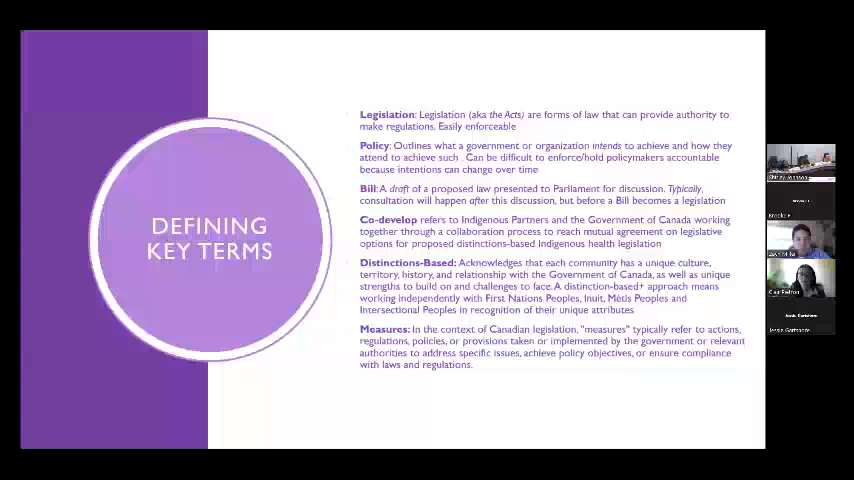 DEFINING
KEY TERMS
Legislation: Legislation (aka the Acts) are forms of law that can provide authority to
make regulations. Easily enforceable
Policy: Outlines what a government or organization intends to achieve and how they
attend to achieve such . Can be difficult to enforce/hold policymakers accountable
because intentions can change over time
Bill: A draft of a proposed law presented to Parliament for discussion. Typically,
consultation will happen after this discussion, but before a Bill becomes a legislation
Co-develop refers to Indigenous Partners and the Government of Canada working
together through a collaboration process to reach mutual agreement on legislative
options for proposed distinctions-based Indigenous health legislation
Distinctions-Based: Acknowledges that each community has a unique culture,
territory, history, and relationship with the Government of Canada, as well as unique
strengths to build on and challenges to face. A distinction-based+ approach means
working independently with First Nations Peoples, Inuit, Métis Peoples and
Intersectional Peoples in recognition of their unique attributes
Measures: In the context of Canadian legislation, "measures" typically refer to actions,
regulations, policies, or provisions taken or implemented by the government or relevant
authorities to address specific issues, achieve policy objectives, or ensure compliance
with laws and regulations.
Shirley Johnson
Jessie Gartshore